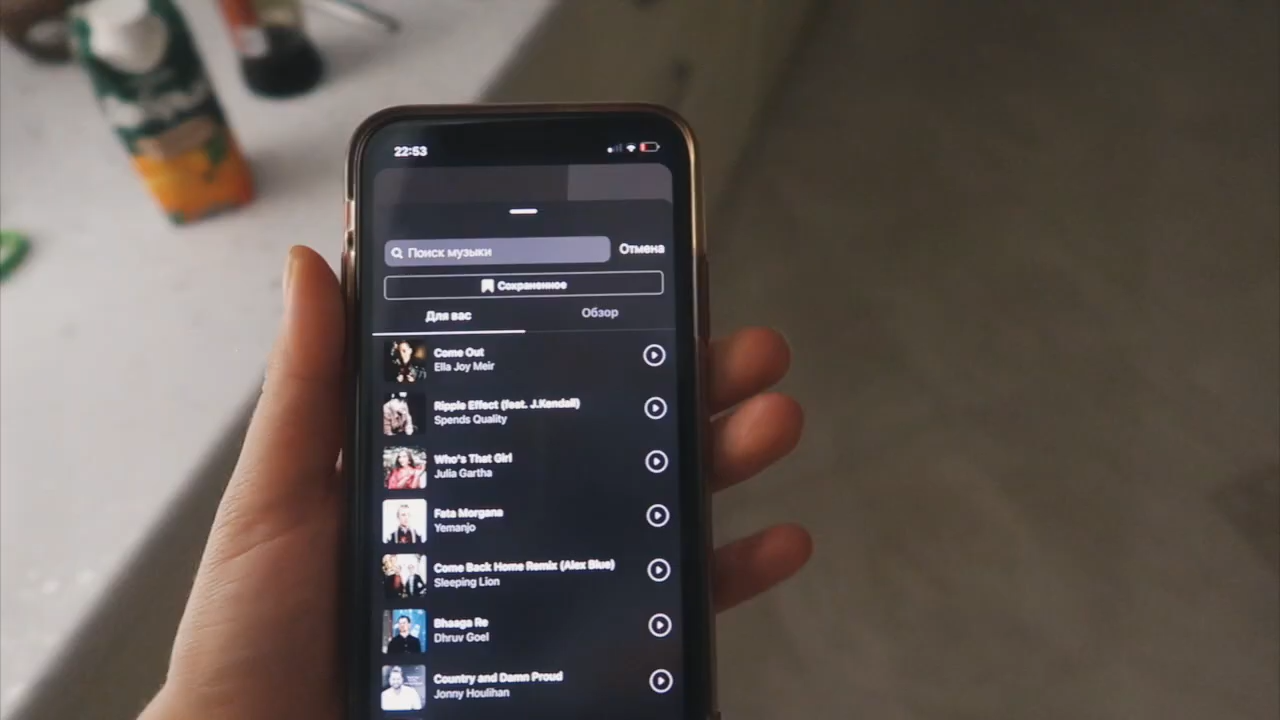 22:53
Поиск музыки
Отмена
Сохраненное
Для вас
Обзор
Come Out
Ella Joy Meir
Ripple Effect (feat. J.Kendall)
Spends Quality
Who's That Girl
Julia Gartha
Fata Morgana
Yemanjo
Come Back Home Remix (Alex Blue)
Sleeping Lion
Bhaaga Re
Dhruv Goel
Country and Damn Proud
Jonny Houlihan